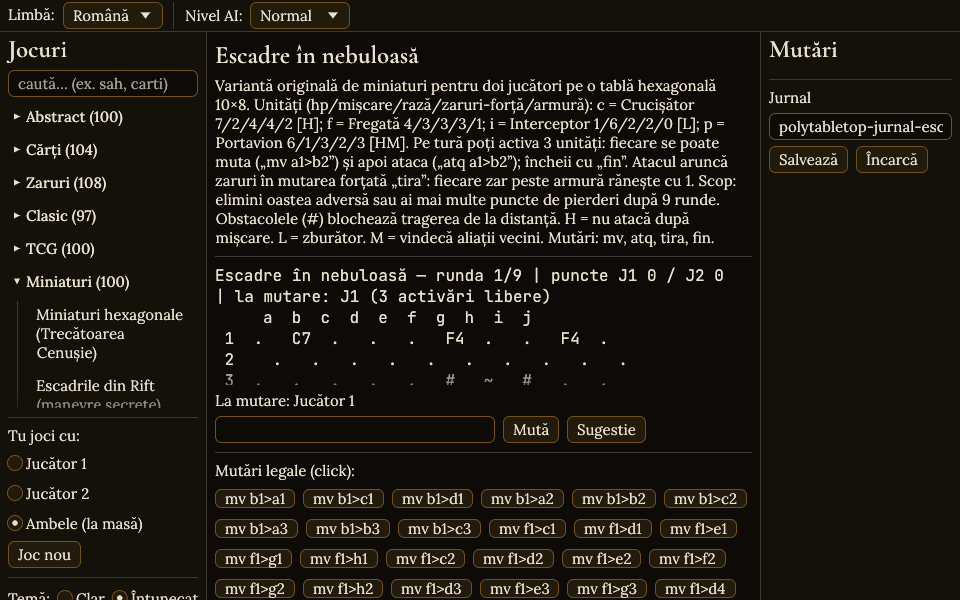 Limbă: Română ▼ Nivel AI: Normal ▼
Jocuri
caută... (ex. sah, carti)
▸ Abstract (100)
▸ Cărți (104)
▸ Zaruri (108)
▸ Clasic (97)
▸ TCG (100)
▾ Miniaturi (100)
Miniaturi hexagonale
(Trecătoarea
Cenușie)
Escadrile din Rift
(manevre secrete)
Tu joci cu:
Jucător 1
Jucător 2
Ambele (la masă)
Joc nou
Temă: Clar Întunecat
Escadre în nebuloasă
Variantă originală de miniaturi pentru doi jucători pe o tablă hexagonală
10×8. Unități (hp/mișcare/rază/zaruri-forță/armură): c = Crucișător
7/2/4/4/2 [H]; f = Fregată 4/3/3/3/1; i = Interceptor 1/6/2/2/0 [L]; p =
Portavion 6/1/3/2/3 [HM]. Pe tură poți activa 3 unități: fiecare se poate
muta („mv a1>b2”) și apoi ataca („atq a1>b2”); închei cu „fin”. Atacul aruncă
zaruri în mutarea forțată „tira”: fiecare zar peste armură rănește cu 1. Scop:
elimini oastea adversă sau ai mai multe puncte de pierderi după 9 runde.
Obstacolele (#) blochează tragerea de la distanță. H = nu atacă după
mișcare. L = zburător. M = vindecă aliații vecini. Mutări: mv, atq, tira, fin.
Escadre în nebuloasă — runda 1/9 | puncte J1 0 / J2 0
| la mutare: J1 (3 activări libere)
a b c d e f g h i j
1 . C7 . . . F4 . . F4 .
2 . . . . . . . . . .
3 . . . . . # ~ # . .
La mutare: Jucător 1
Mută Sugestie
Mutări legale (click):
mv b1>a1 mv b1>c1 mv b1>d1 mv b1>a2 mv b1>b2 mv b1>c2
mv b1>a3 mv b1>b3 mv b1>c3 mv f1>c1 mv f1>d1 mv f1>e1
mv f1>g1 mv f1>h1 mv f1>c2 mv f1>d2 mv f1>e2 mv f1>f2
mv f1>g2 mv f1>h2 mv f1>d3 mv f1>e3 mv f1>g3 mv f1>d4
Mutări
Jurnal
polytabletop-jurnal-esc
Salvează Încarcă